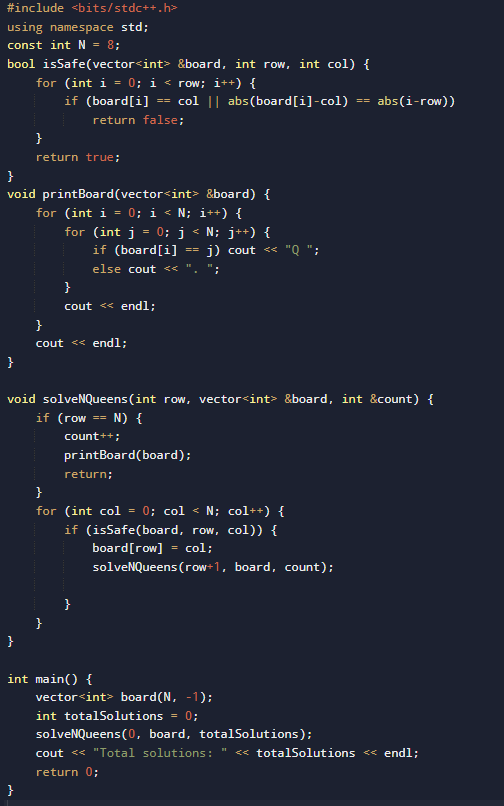 #include <bits/stdc++.h>
using namespace std;
const int N = 8;
bool isSafe(vector<int> &board, int row, int col) {
    for (int i = 0; i < row; i++) {
        if (board[i] == col || abs(board[i]-col) == abs(i-row))
            return false;
    }
    return true;
}
void printBoard(vector<int> &board) {
    for (int i = 0; i < N; i++) {
        for (int j = 0; j < N; j++) {
            if (board[i] == j) cout << "Q ";
            else cout << ". ";
        }
        cout << endl;
    }
    cout << endl;
}

void solveNQueens(int row, vector<int> &board, int &count) {
    if (row == N) {
        count++;
        printBoard(board);
        return;
    }
    for (int col = 0; col < N; col++) {
        if (isSafe(board, row, col)) {
            board[row] = col;
            solveNQueens(row+1, board, count);

        }
    }
}

int main() {
    vector<int> board(N, -1);
    int totalSolutions = 0;
    solveNQueens(0, board, totalSolutions);
    cout << "Total solutions: " << totalSolutions << endl;
    return 0;
}